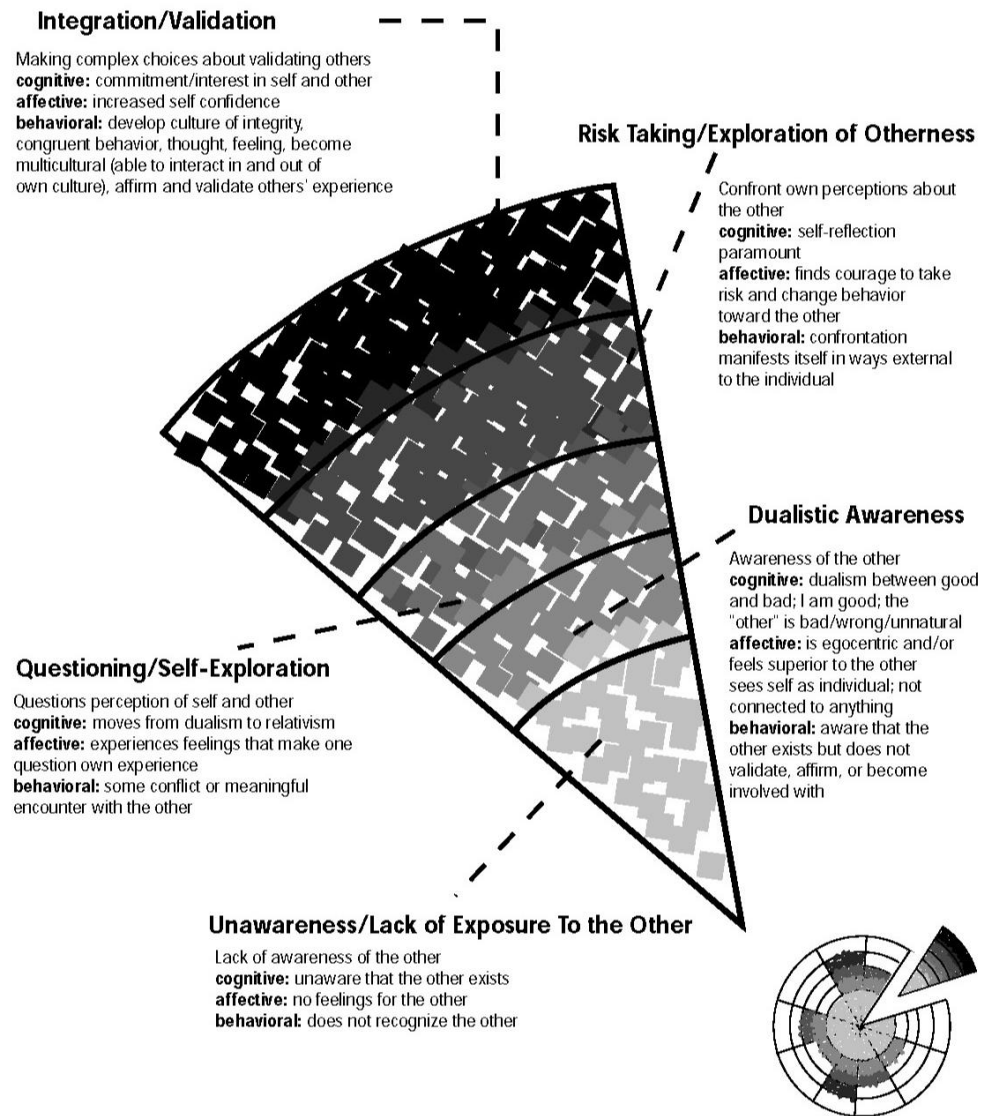 Integration/Validation
Making complex choices about validating others
cognitive: commitment/interest in self and other
affective: increased self confidence
behavioral: develop culture of integrity,
congruent behavior, thought, feeling, become
multicultural (able to interact in and out of
own culture), affirm and validate others' experience
Risk Taking/Exploration of Otherness
Confront own perceptions about
the other
cognitive: self-reflection
paramount
affective: finds courage to take
risk and change behavior
toward the other
behavioral: confrontation
manifests itself in ways external
to the individual
Dualistic Awareness
Awareness of the other
cognitive: dualism between good
and bad; I am good; the
"other" is bad/wrong/unnatural
affective: is egocentric and/or
feels superior to the other
sees self as individual; not
connected to anything
behavioral: aware that the
other exists but does not
validate, affirm, or become
involved with
Questioning/Self-Exploration
Questions perception of self and other
cognitive: moves from dualism to relativism
affective: experiences feelings that make one
question own experience
behavioral: some conflict or meaningful
encounter with the other
Unawareness/Lack of Exposure To the Other
Lack of awareness of the other
cognitive: unaware that the other exists
affective: no feelings for the other
behavioral: does not recognize the other